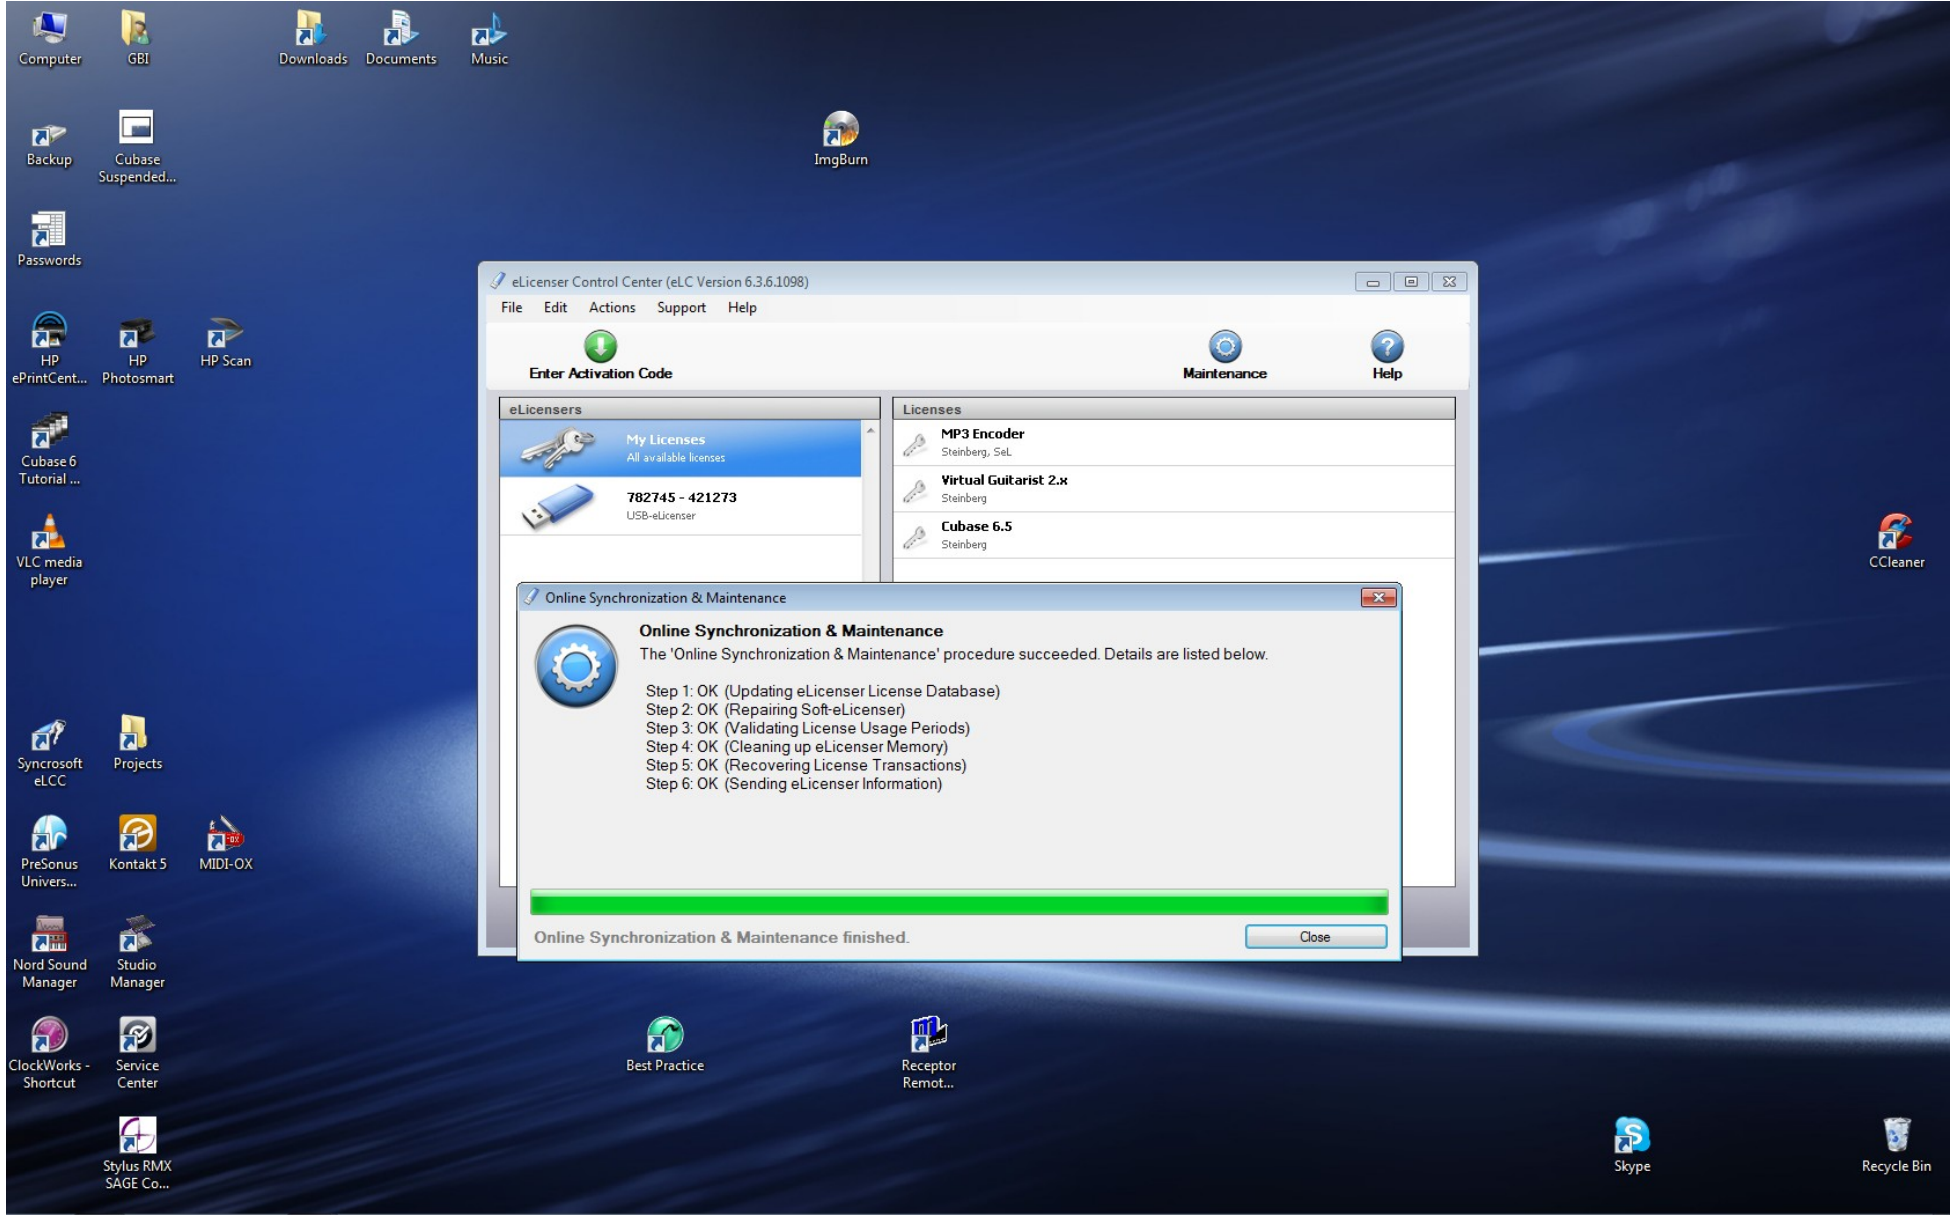 Computer
GBI
Downloads
Documents
Music
Backup
Cubase
Suspended...
ImgBurn
Passwords
HP
ePrintCent...
HP
Photosmart
HP Scan
Cubase 6
Tutorial ...
VLC media
player
CCleaner
Syncrosoft
eLCC
Projects
PreSonus
Univers...
Kontakt 5
MIDI-OX
Nord Sound
Manager
Studio
Manager
ClockWorks -
Shortcut
Service
Center
Best Practice
Receptor
Remot...
Stylus RMX
SAGE Co...
Skype
Recycle Bin
eLicenser Control Center (eLC Version 6.3.6.1098)
File Edit Actions Support Help
Enter Activation Code
Maintenance
Help
eLicensers
My Licenses
All available licenses
782745 - 421273
USB-eLicenser
Licenses
MP3 Encoder
Steinberg, SeL
Virtual Guitarist 2.x
Steinberg
Cubase 6.5
Steinberg
Online Synchronization & Maintenance
Online Synchronization & Maintenance
The 'Online Synchronization & Maintenance' procedure succeeded. Details are listed below.
Step 1: OK (Updating eLicenser License Database)
Step 2: OK (Repairing Soft-eLicenser)
Step 3: OK (Validating License Usage Periods)
Step 4: OK (Cleaning up eLicenser Memory)
Step 5: OK (Recovering License Transactions)
Step 6: OK (Sending eLicenser Information)
Online Synchronization & Maintenance finished.
Close